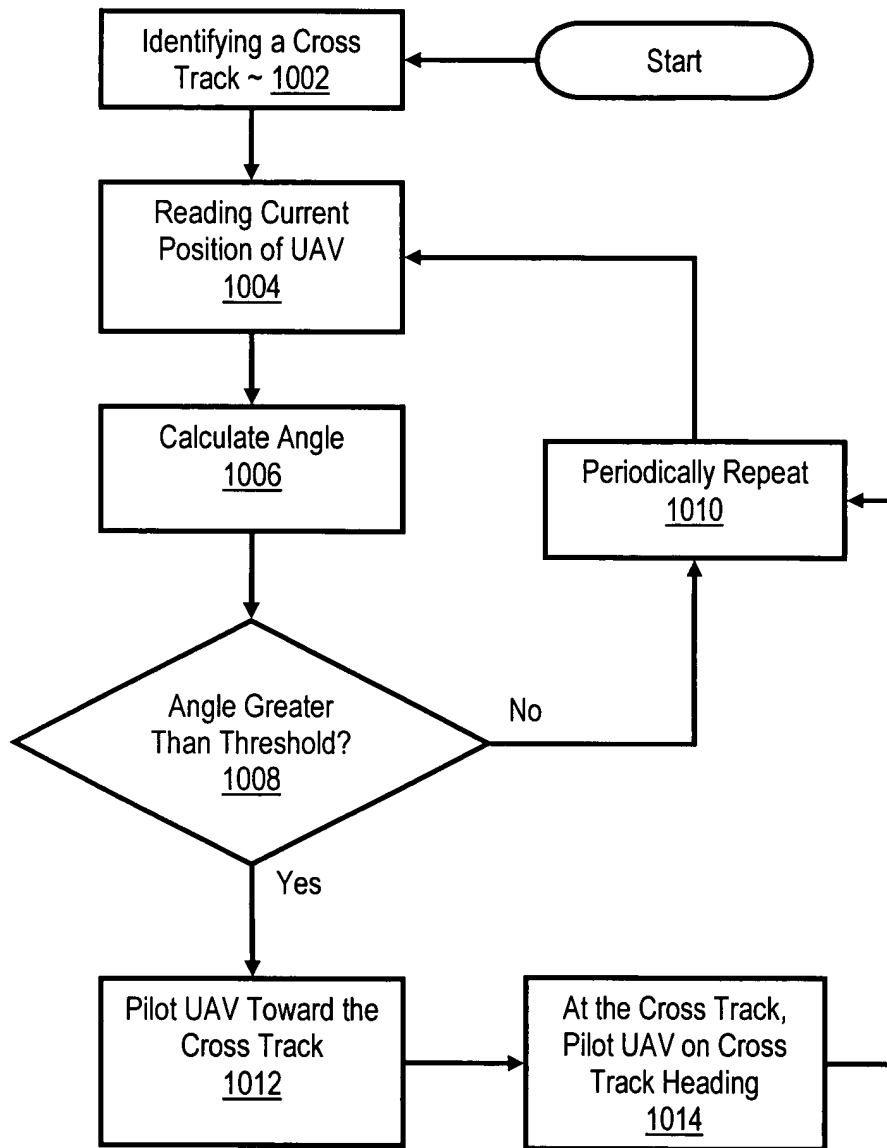 Start
Identifying a Cross
Track ~ 1002
Reading Current
Position of UAV
1004
Calculate Angle
1006
Periodically Repeat
1010
Angle Greater
Than Threshold?
1008
No
Yes
Pilot UAV Toward the
Cross Track
1012
At the Cross Track,
Pilot UAV on Cross
Track Heading
1014